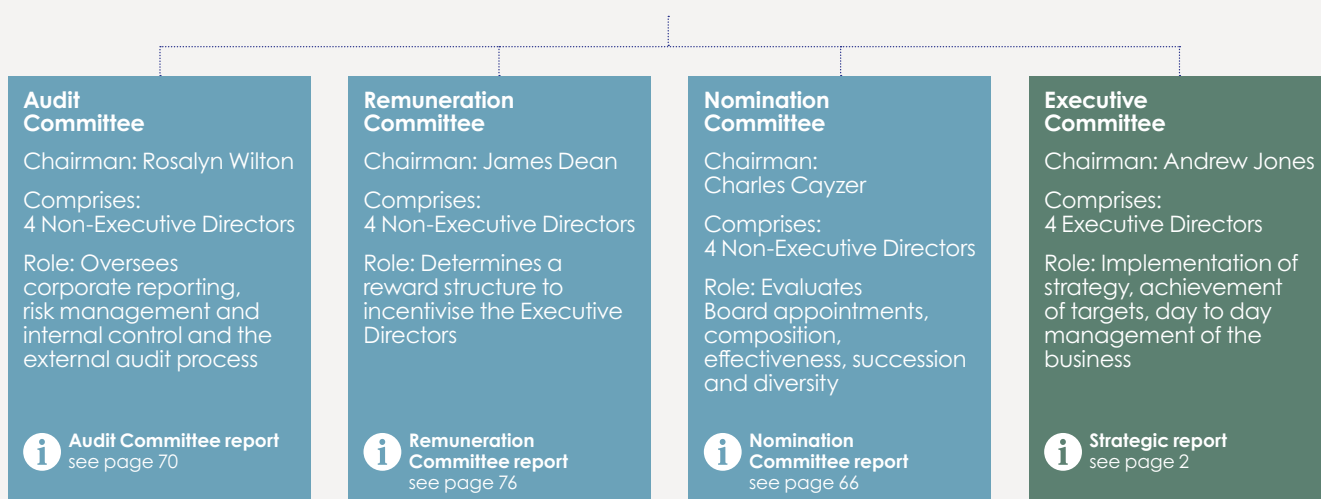 Audit
Committee
Chairman: Rosalyn Wilton
Comprises:
4 Non-Executive Directors
Role: Oversees
corporate reporting,
risk management and
internal control and the
external audit process
Audit Committee report
see page 70
Remuneration
Committee
Chairman: James Dean
Comprises:
4 Non-Executive Directors
Role: Determines a
reward structure to
incentivise the Executive
Directors
Remuneration
Committee report
see page 76
Nomination
Committee
Chairman:
Charles Cayzer
Comprises:
4 Non-Executive Directors
Role: Evaluates
Board appointments,
composition,
effectiveness, succession
and diversity
Nomination
Committee report
see page 66
Executive
Committee
Chairman: Andrew Jones
Comprises:
4 Executive Directors
Role: Implementation of
strategy, achievement
of targets, day to day
management of the
business
Strategic report
see page 2